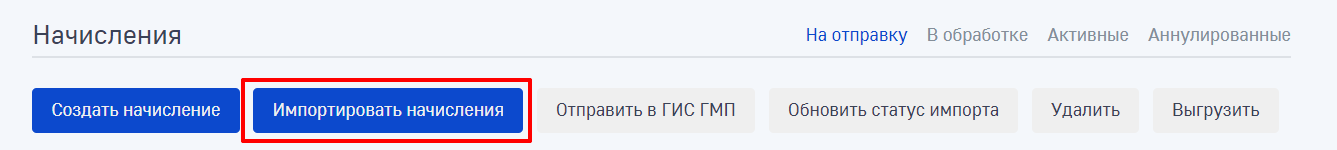 Начисления
На отправку В обработке Активные Аннулированные
Создать начисление Импортировать начисления Отправить в ГИС ГМП Обновить статус импорта Удалить Выгрузить